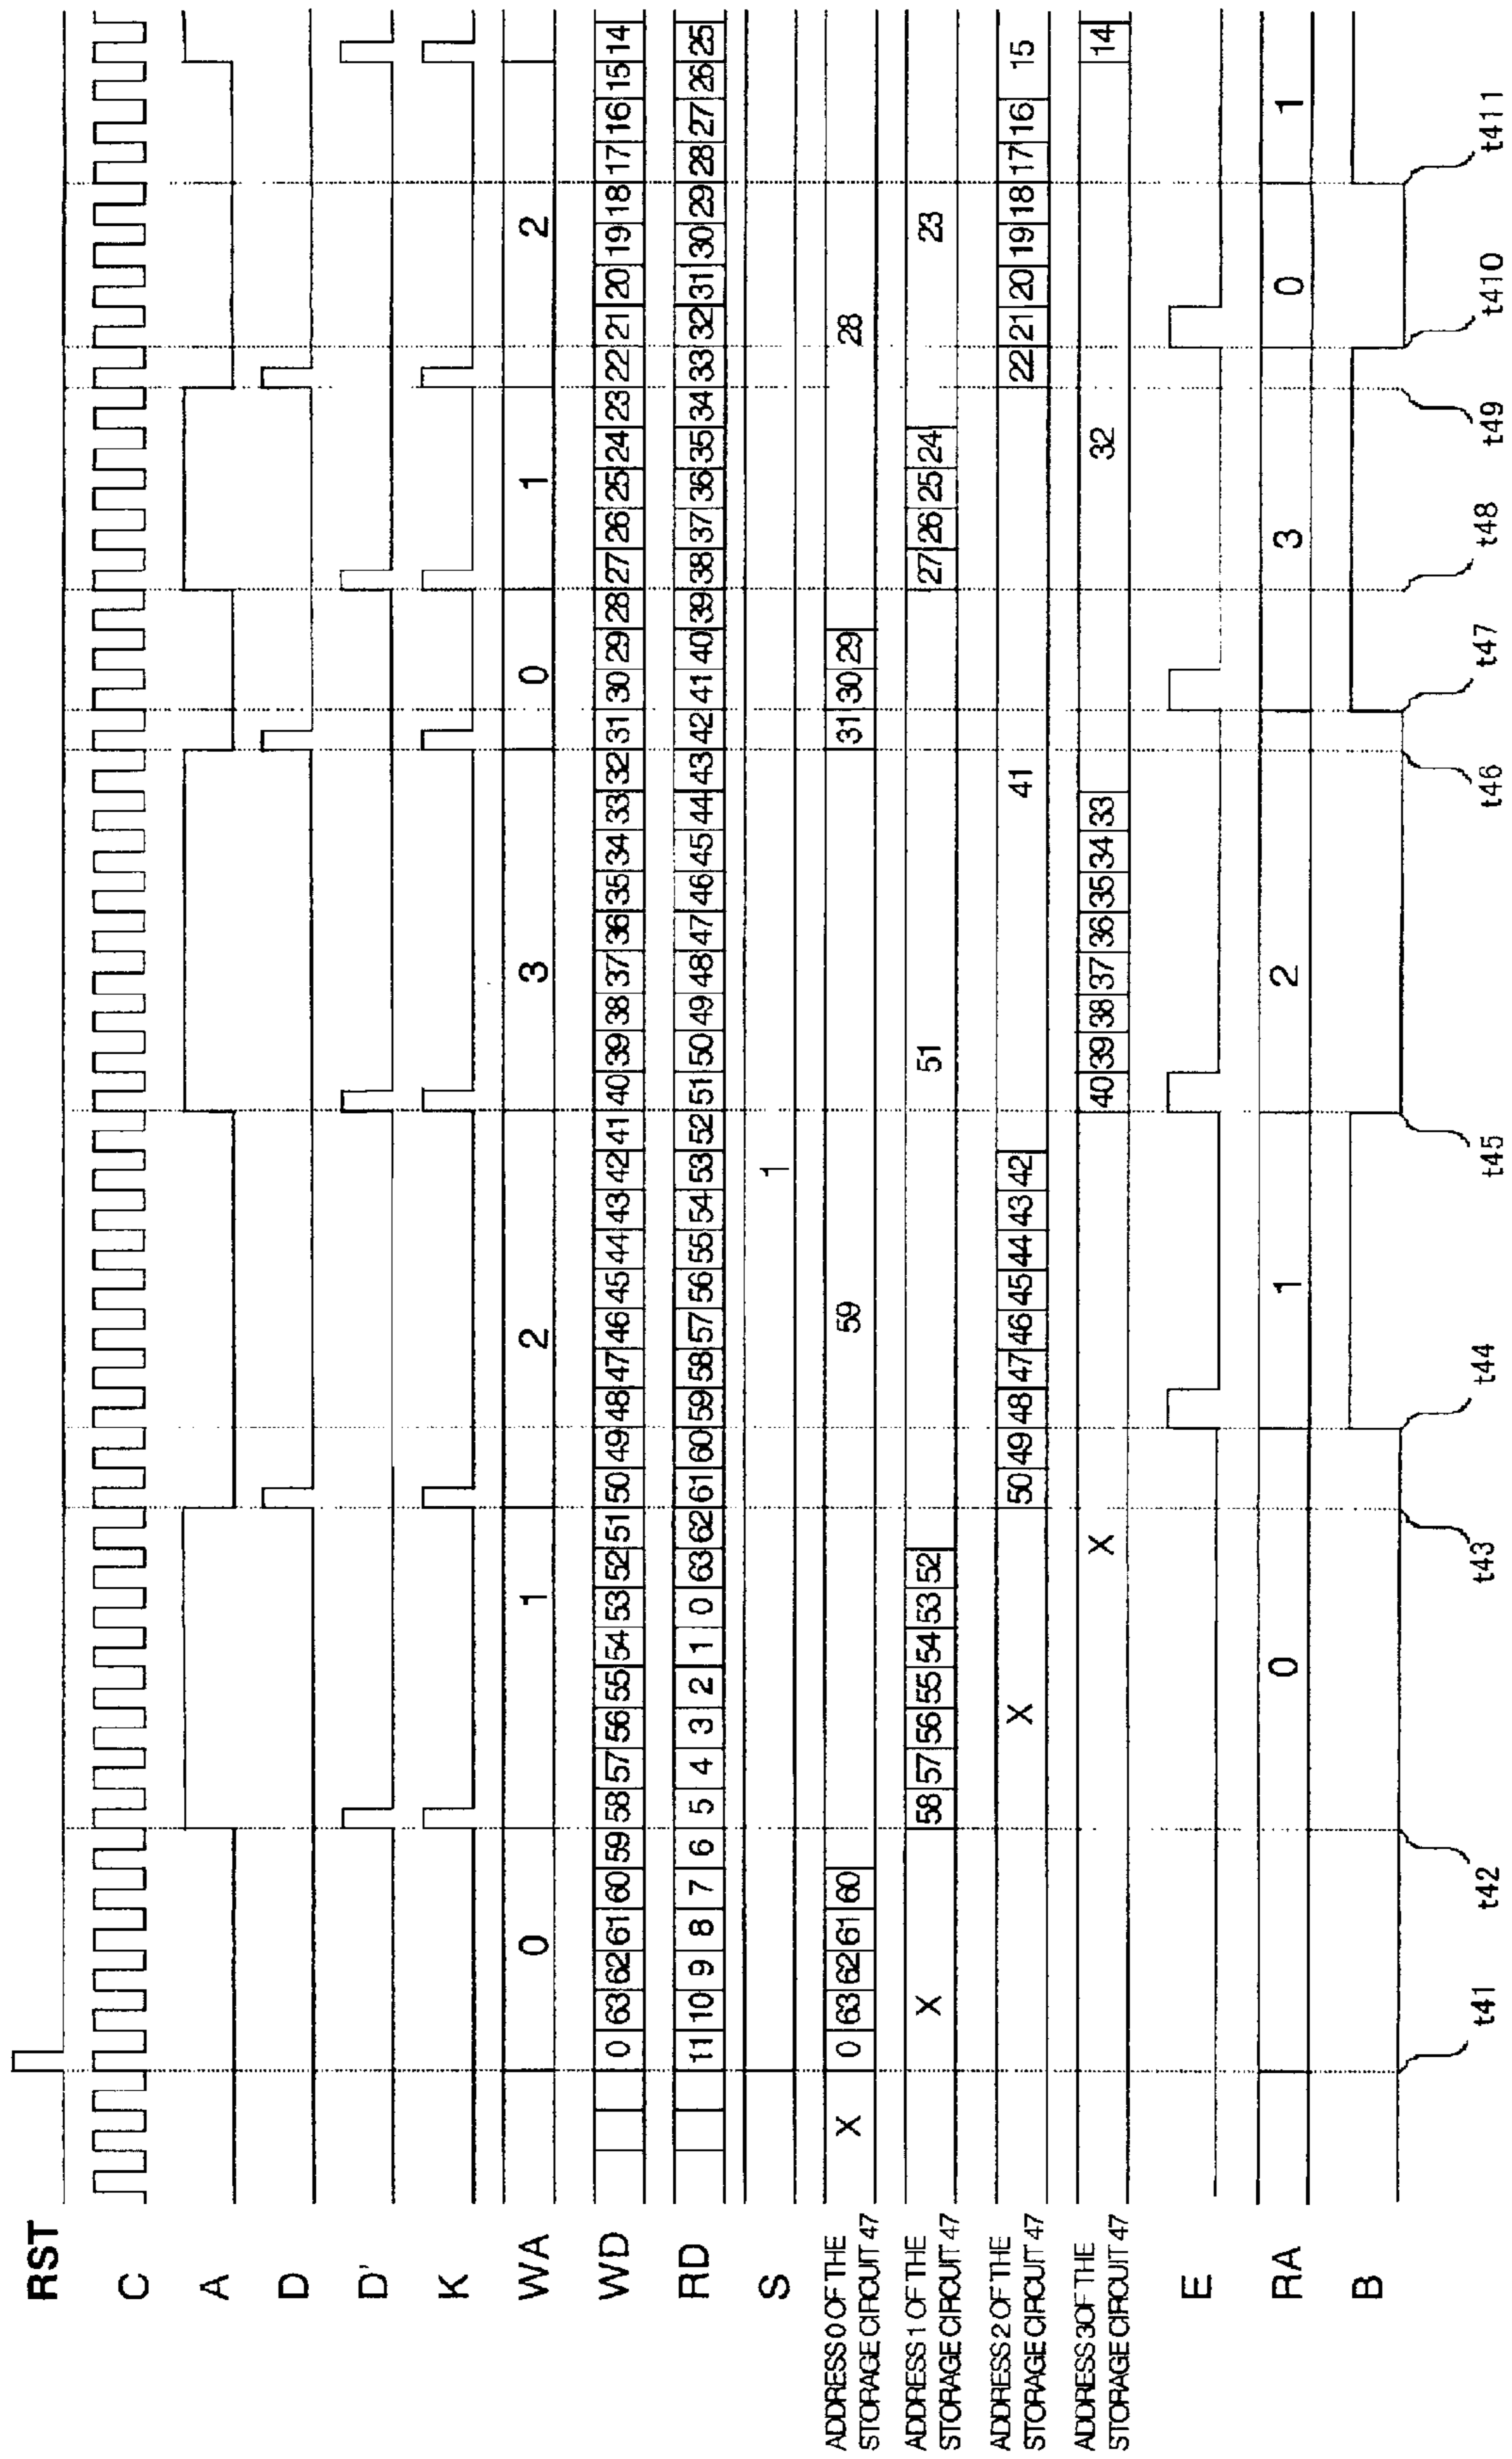 RST
C
A
D
D'
K
WA 0 1 2 3 0 1 2
WD 0 63 62 61 60 59 58 57 56 55 54 53 52 51 50 49 48 47 46 45 44 43 42 41 40 39 38 37 36 35 34 33 32 31 30 29 28 27 26 25 24 23 22 21 20 19 18 17 16 15 14
RD 11 10 9 8 7 6 5 4 3 2 1 0 63 62 61 60 59 58 57 56 55 54 53 52 51 50 49 48 47 46 45 44 43 42 41 40 39 38 37 36 35 34 33 32 31 30 29 28 27 26 25
S 1
ADDRESS 0 OF THE
STORAGE CIRCUIT 47 X 0 63 62 61 60 59 31 30 29 28
ADDRESS 1 OF THE
STORAGE CIRCUIT 47 X 58 57 56 55 54 53 52 51 27 26 25 24 23
ADDRESS 2 OF THE
STORAGE CIRCUIT 47 X 50 49 48 47 46 45 44 43 42 41 22 21 20 19 18 17 16 15
ADDRESS 3 OF THE
STORAGE CIRCUIT 47 X 40 39 38 37 36 35 34 33 32 14
E
RA 0 1 2 3 0 1
B
t41 t42 t43 t44 t45 t46 t47 t48 t49 t410 t411